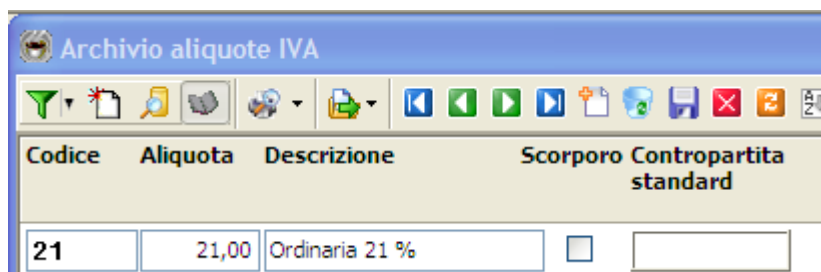 Archivio aliquote IVA
Codice Aliquota Descrizione Scorporo Contropartita
standard
21 21,00 Ordinaria 21 %